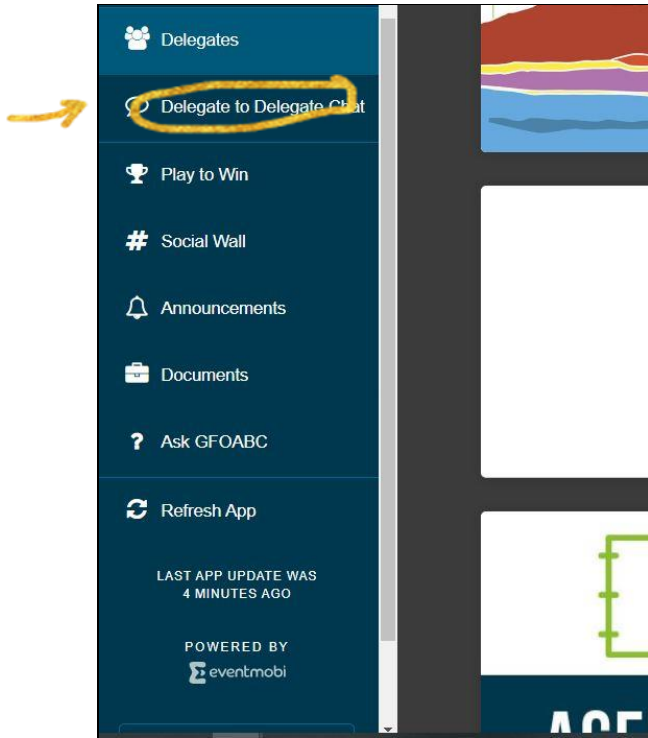 Delegates
Delegate to Delegate Chat
Play to Win
# Social Wall
Announcements
Documents
? Ask GFOABC
Refresh App
LAST APP UPDATE WAS
4 MINUTES AGO
POWERED BY
eventmobi